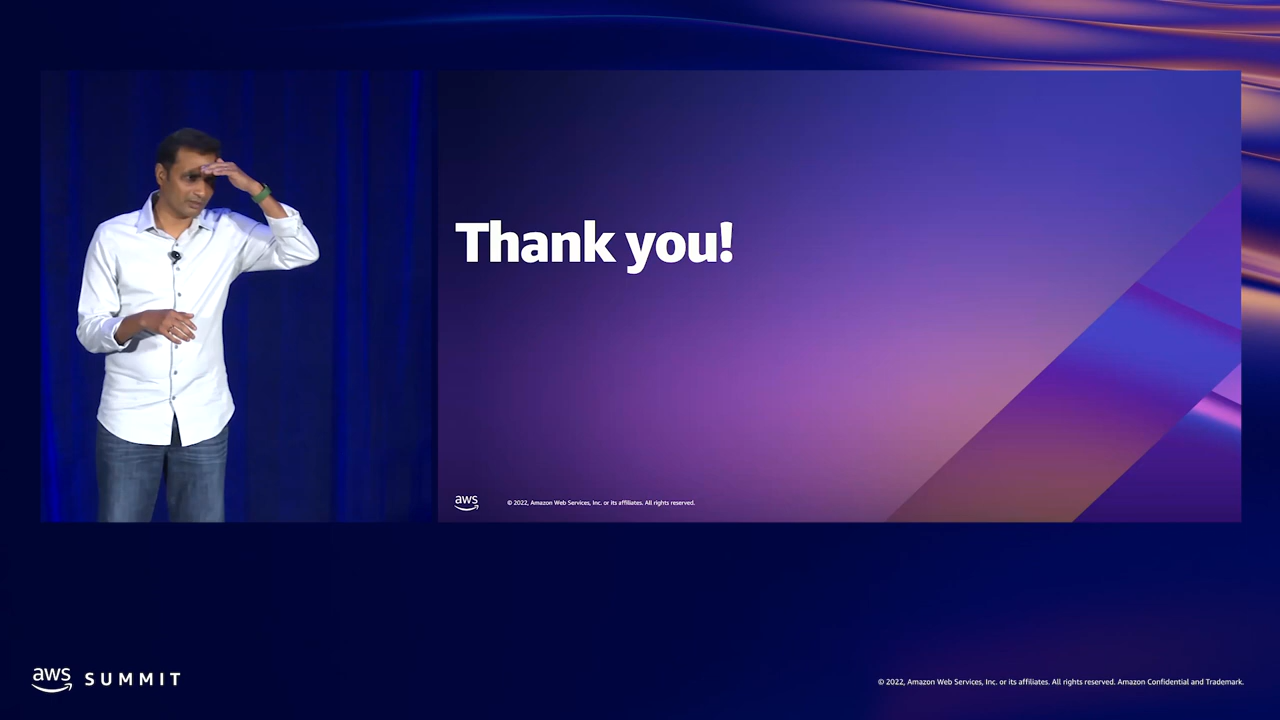 Thank you!
aws
© 2022, Amazon Web Services, Inc. or its affiliates. All rights reserved.
aws SUMMIT
© 2022, Amazon Web Services, Inc. or its affiliates. All rights reserved. Amazon Confidential and Trademark.